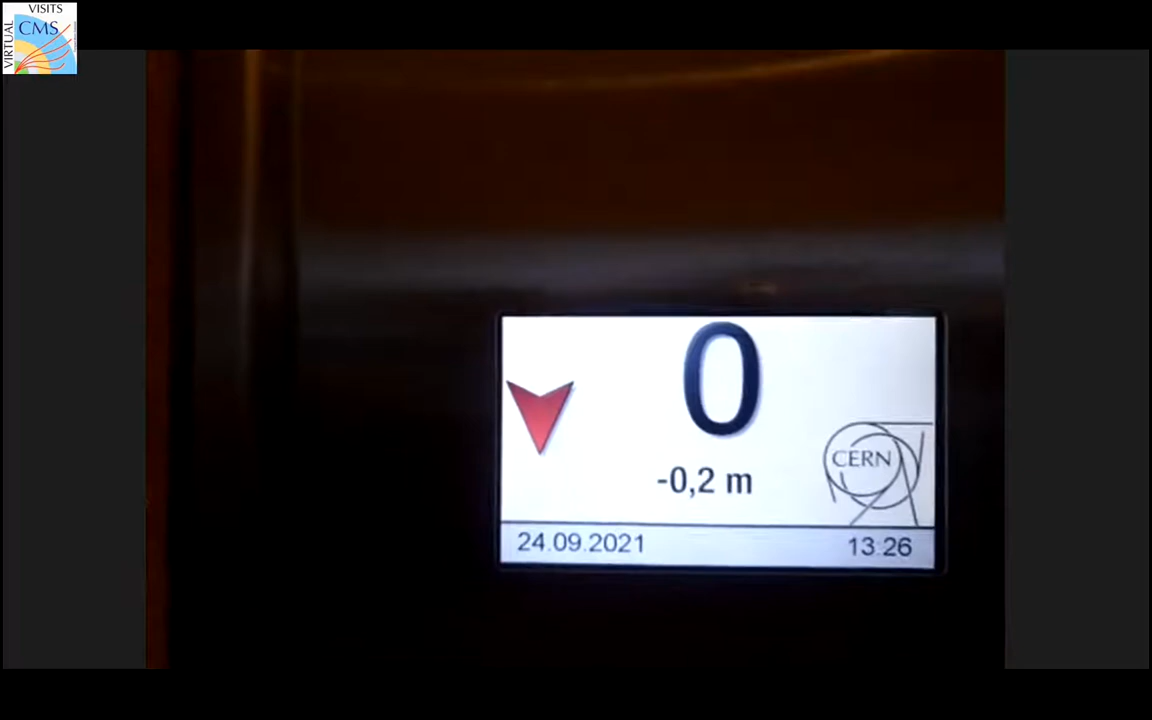 VISITS
VIRTUAL
CMS
0
-0,2 m
CERN
24.09.2021
13:26